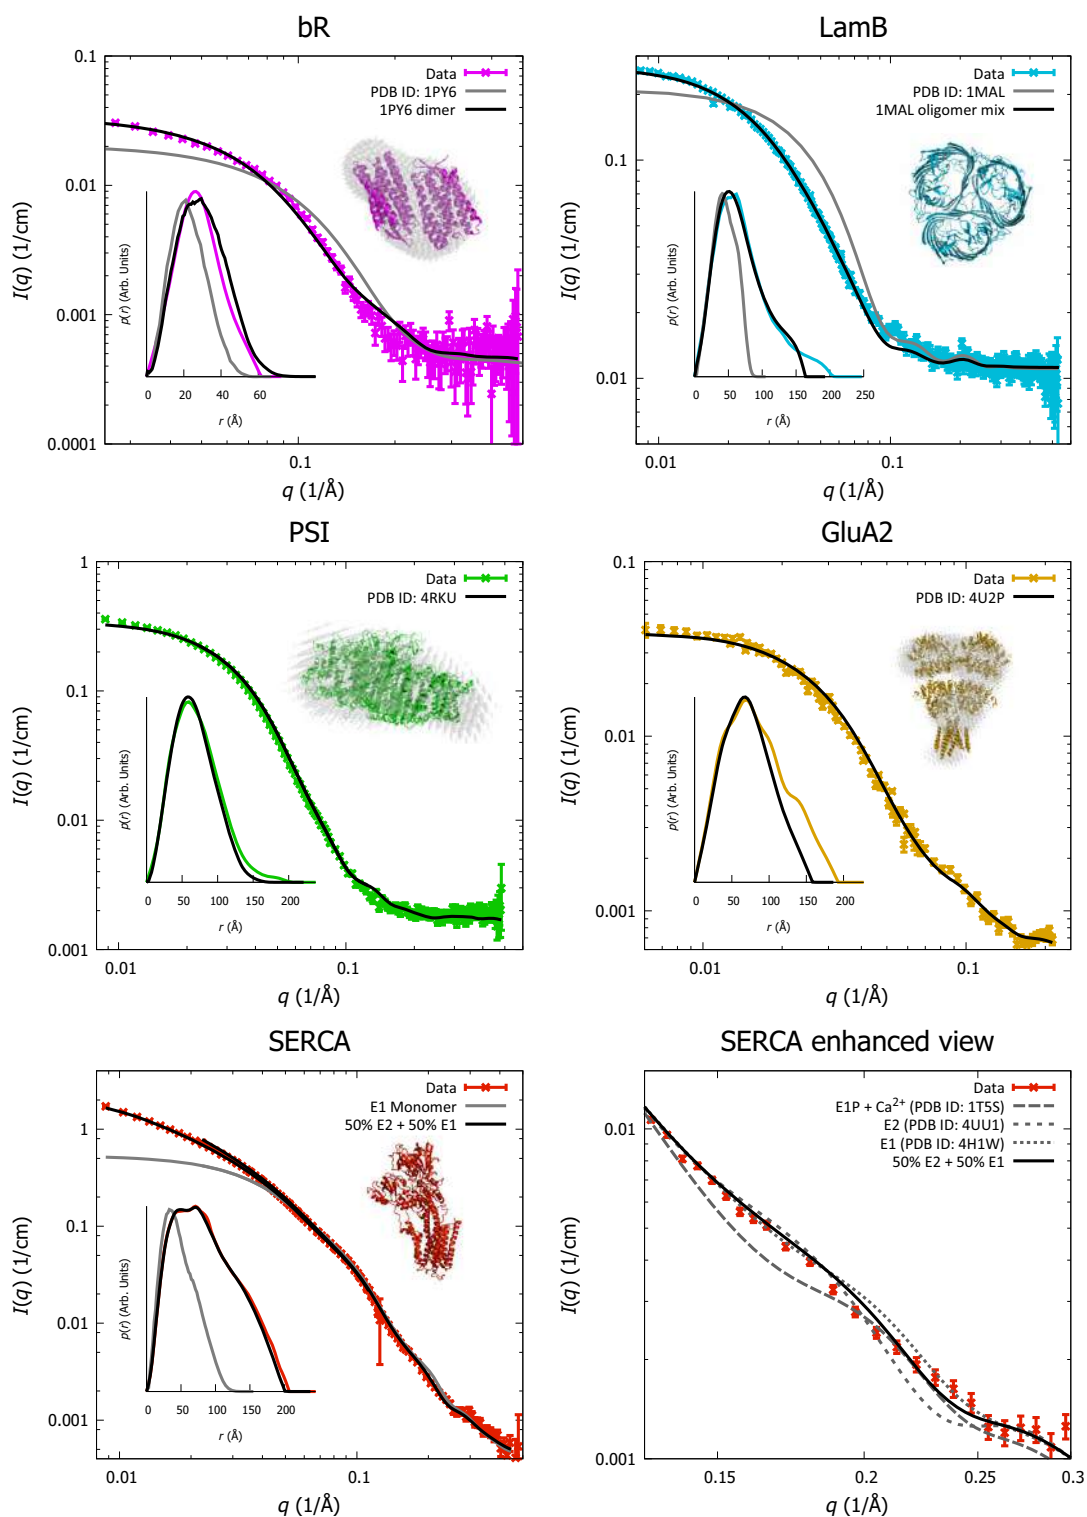 bR
0.1
0.01
0.001
0.0001
I(q) (1/cm)
Data
PDB ID: 1PY6
1PY6 dimer
p(r) (Arb. Units)
0 20 40 60
r (Å)
0.1
q (1/Å)
LamB
0.1
0.01
I(q) (1/cm)
Data
PDB ID: 1MAL
1MAL oligomer mix
p(r) (Arb. Units)
0 50 100 150 200 250
r (Å)
0.01 0.1
q (1/Å)
PSI
1
0.1
0.01
0.001
I(q) (1/cm)
Data
PDB ID: 4RKU
p(r) (Arb. Units)
0 50 100 150 200
r (Å)
0.01 0.1
q (1/Å)
GluA2
0.1
0.01
0.001
I(q) (1/cm)
Data
PDB ID: 4U2P
p(r) (Arb. Units)
0 50 100 150 200
r (Å)
0.01 0.1
q (1/Å)
SERCA
1
0.1
0.01
0.001
I(q) (1/cm)
Data
E1 Monomer
50% E2 + 50% E1
p(r) (Arb. Units)
0 50 100 150 200
r (Å)
0.01 0.1
q (1/Å)
SERCA enhanced view
0.01
0.001
I(q) (1/cm)
Data
E1P + Ca²⁺ (PDB ID: 1T5S)
E2 (PDB ID: 4UU1)
E1 (PDB ID: 4H1W)
50% E2 + 50% E1
0.15 0.2 0.25 0.3
q (1/Å)